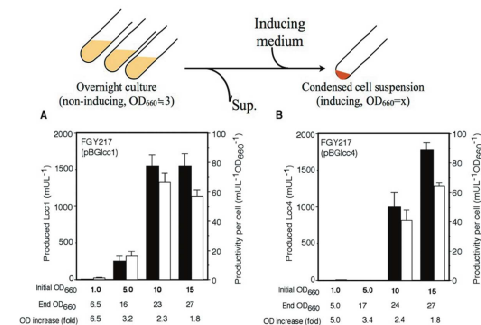 Inducing
medium
Overnight culture
(non-inducing, OD660≒3)
Sup.
Condensed cell suspension
(inducing, OD660=x)
A
FGY217
(pBGlcc1)
Produced Lcc1 (mUL-1)
2000
1500
1000
500
0
100
80
60
40
20
0
Productivity per cell (mUL-1OD660-1)
Initial OD660 1.0 5.0 10 15
End OD660 6.5 16 23 27
OD increase (fold) 6.5 3.2 2.3 1.8
B
FGY217
(pBGlcc4)
Produced Lcc4 (mUL-1)
2000
1500
1000
500
0
100
80
60
40
20
0
Productivity per cell (mUL-1OD660-1)
Initial OD660 1.0 5.0 10 15
End OD660 5.0 17 24 27
OD increase (fold) 5.0 3.4 2.4 1.8